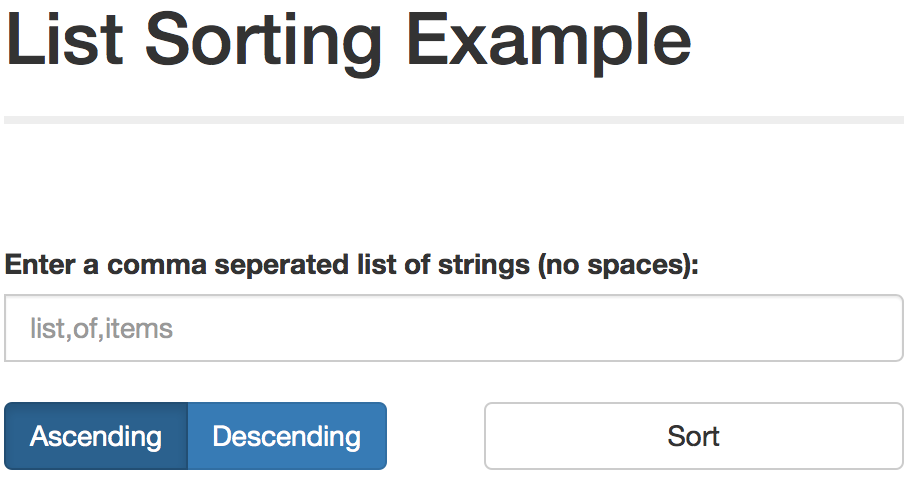 List Sorting Example
Enter a comma seperated list of strings (no spaces):
list,of,items
Ascending Descending Sort